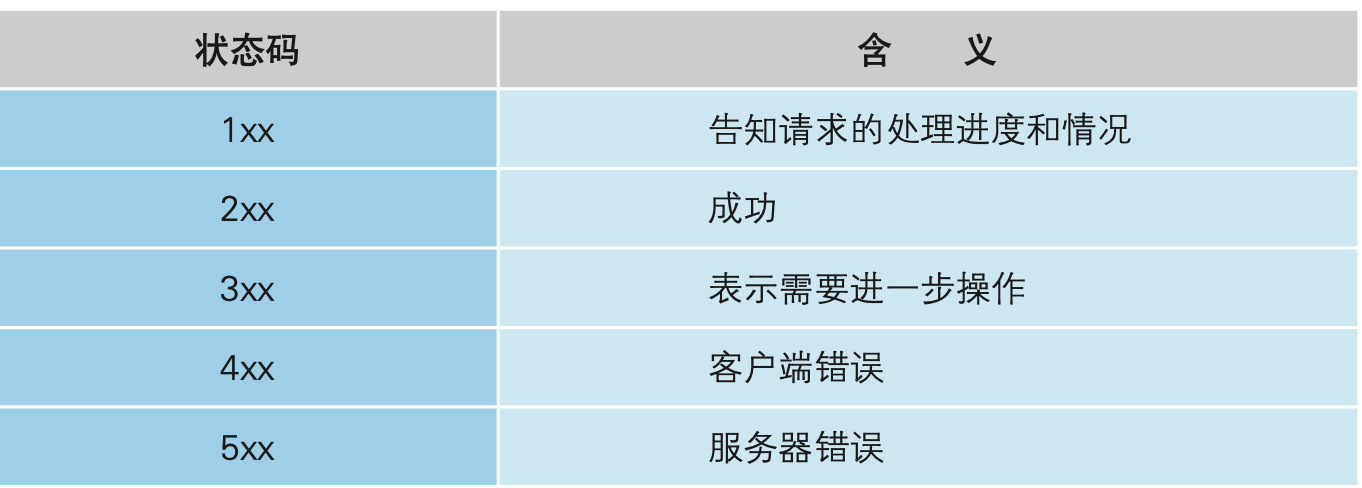 状态码 含 义
1xx 告知请求的处理进度和情况
2xx 成功
3xx 表示需要进一步操作
4xx 客户端错误
5xx 服务器错误